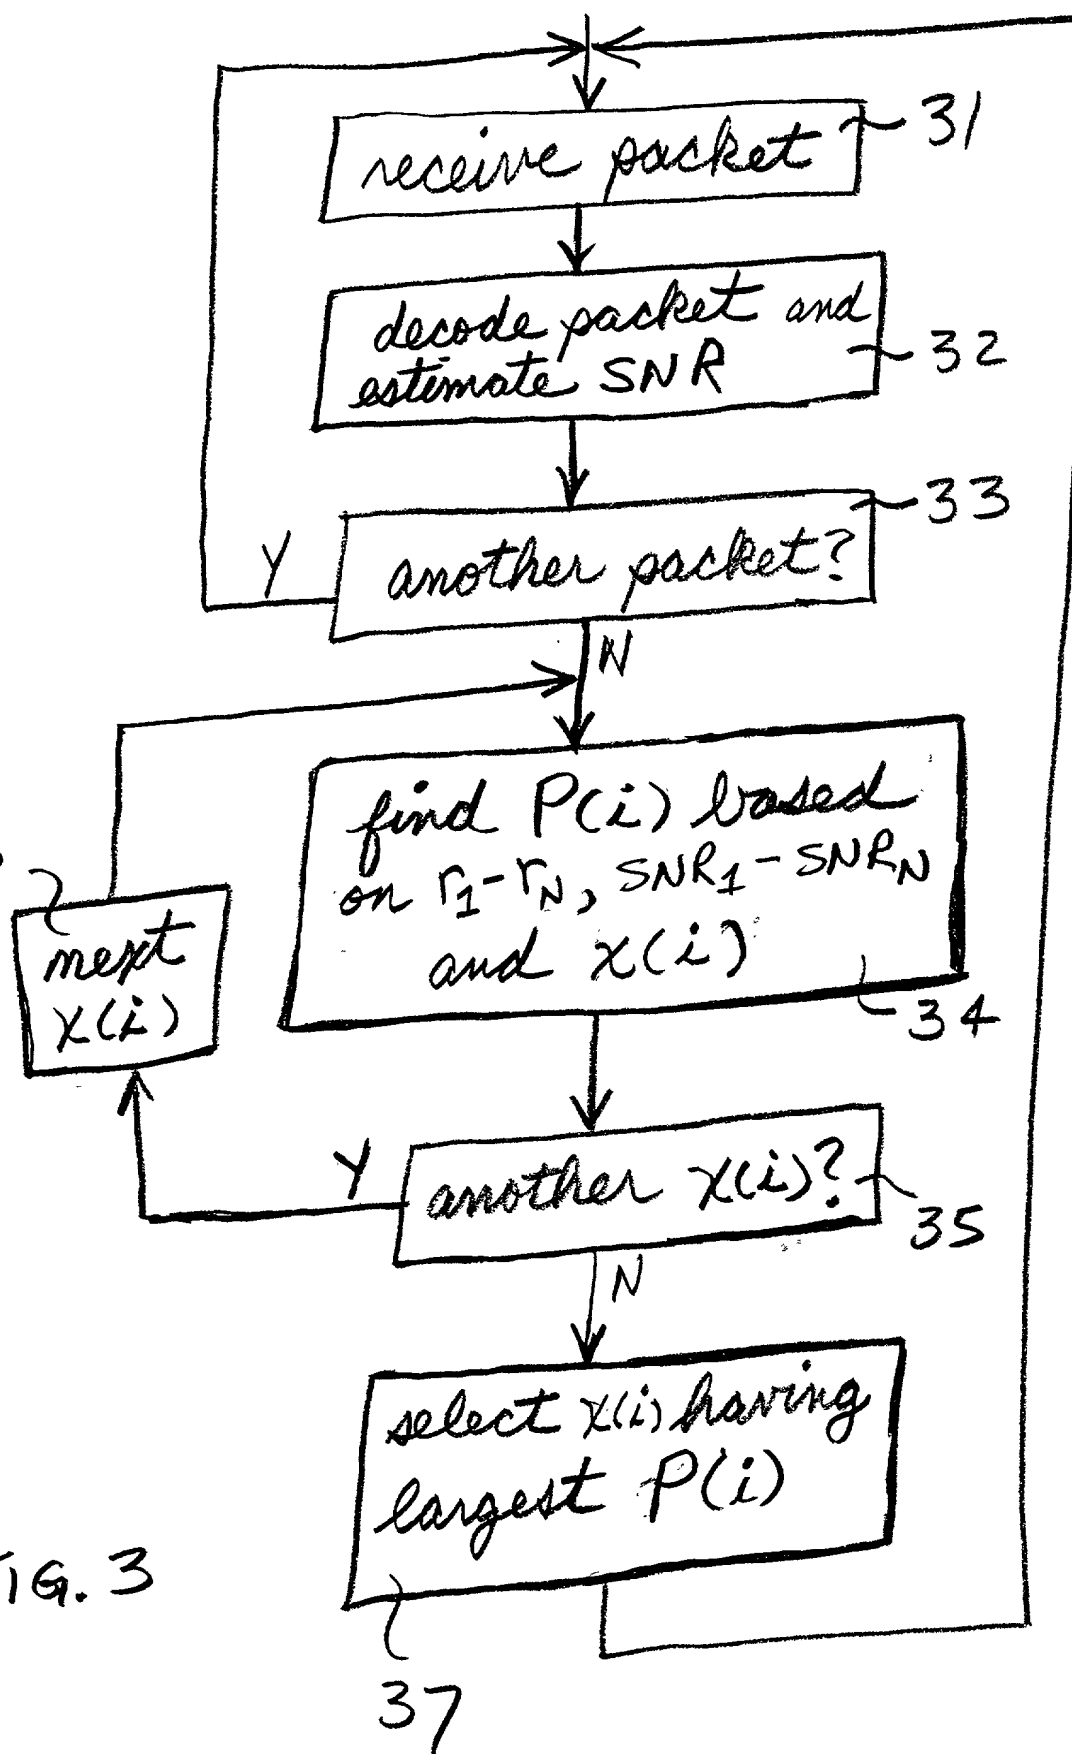 receive packet
31
decode packet and
estimate SNR
32
another packet?
33
Y
N
find P(i) based
on r1-rN, SNR1-SNRN
and x(i)
34
next
x(i)
another x(i)?
35
Y
N
select x(i) having
largest P(i)
37
IG. 3